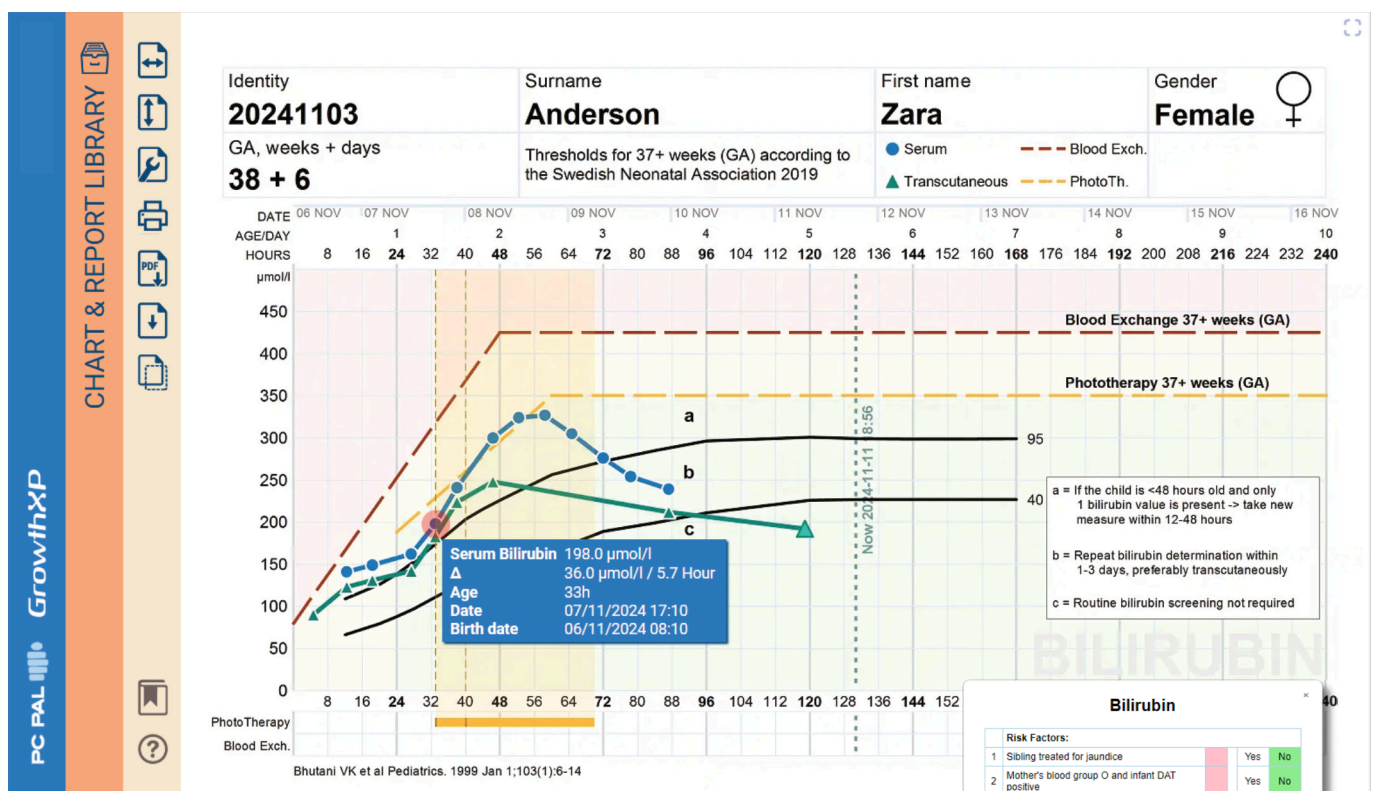 Identity
20241103
Surname
Anderson
First name
Zara
Gender
Female
GA, weeks + days
38 + 6
Thresholds for 37+ weeks (GA) according to
the Swedish Neonatal Association 2019
Serum
Blood Exch.
Transcutaneous
PhotoTh.
CHART & REPORT LIBRARY
PDF
PC PAL GrowthXP
DATE 06 NOV 07 NOV 08 NOV 09 NOV 10 NOV 11 NOV 12 NOV 13 NOV 14 NOV 15 NOV 16 NOV
AGE/DAY 1 2 3 4 5 6 7 8 9 10
HOURS 8 16 24 32 40 48 56 64 72 80 88 96 104 112 120 128 136 144 152 160 168 176 184 192 200 208 216 224 232 240
µmol/l
450
400
350
300
250
200
150
100
50
0
Blood Exchange 37+ weeks (GA)
Phototherapy 37+ weeks (GA)
a
b
c
95
40
Now 2024-11-11 18:56
a = If the child is <48 hours old and only
1 bilirubin value is present -> take new
measure within 12-48 hours
b = Repeat bilirubin determination within
1-3 days, preferably transcutaneously
c = Routine bilirubin screening not required
Serum Bilirubin 198.0 µmol/l
Δ 36.0 µmol/l / 5.7 Hour
Age 33h
Date 07/11/2024 17:10
Birth date 06/11/2024 08:10
BILIRUBIN
8 16 24 32 40 48 56 64 72 80 88 96 104 112 120 128 136 144 152 40
PhotoTherapy
Blood Exch.
Bhutani VK et al Pediatrics. 1999 Jan 1;103(1):6-14
×
Bilirubin
Risk Factors:
1 Sibling treated for jaundice Yes No
2 Mother's blood group O and infant DAT
positive Yes No